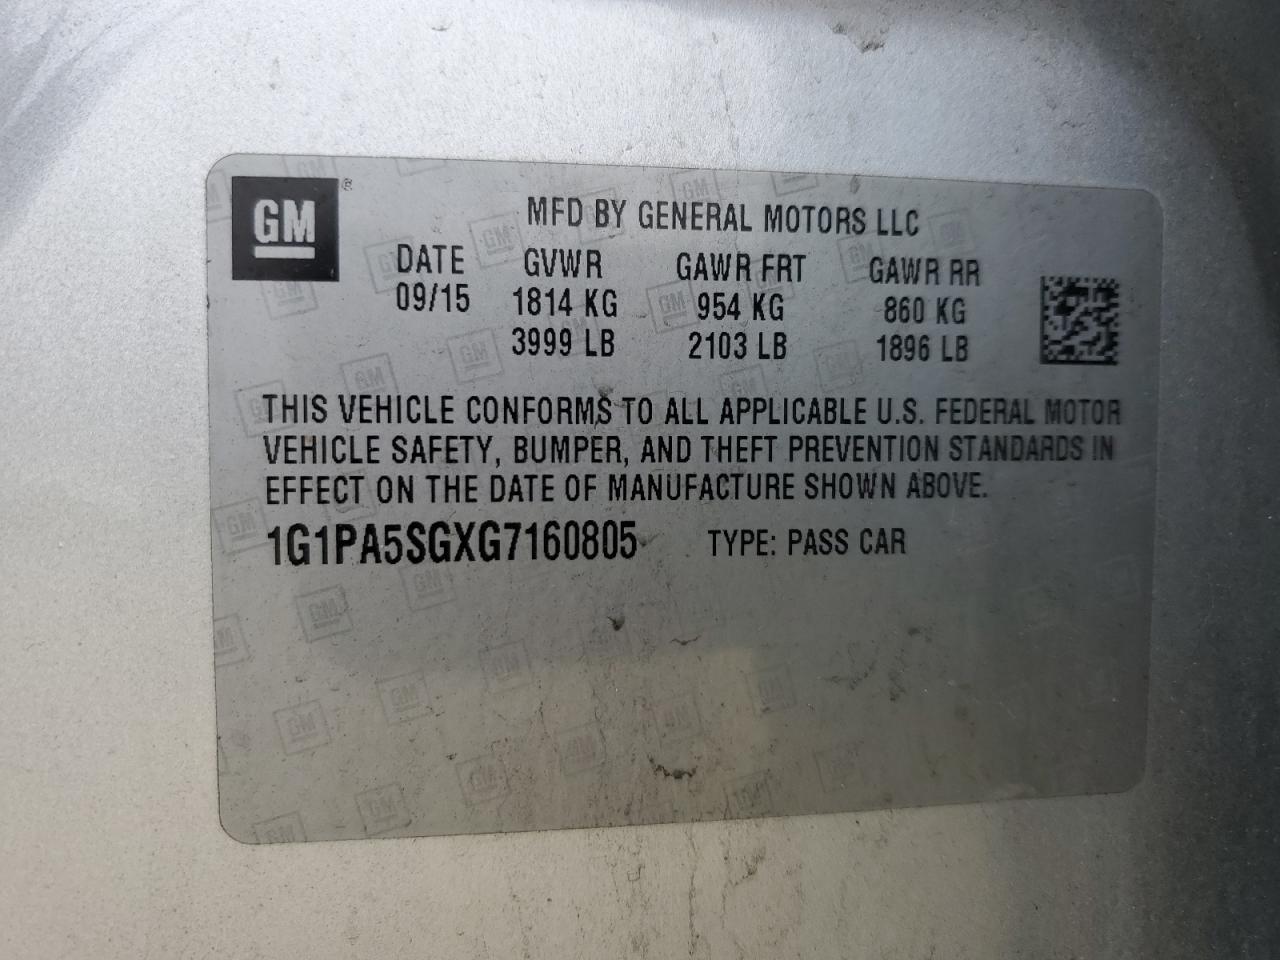 GM ®
MFD BY GENERAL MOTORS LLC
DATE GVWR GAWR FRT GAWR RR
09/15 1814 KG 954 KG 860 KG
3999 LB 2103 LB 1896 LB
THIS VEHICLE CONFORMS TO ALL APPLICABLE U.S. FEDERAL MOTOR
VEHICLE SAFETY, BUMPER, AND THEFT PREVENTION STANDARDS IN
EFFECT ON THE DATE OF MANUFACTURE SHOWN ABOVE.
1G1PA5SGXG7160805 TYPE: PASS CAR